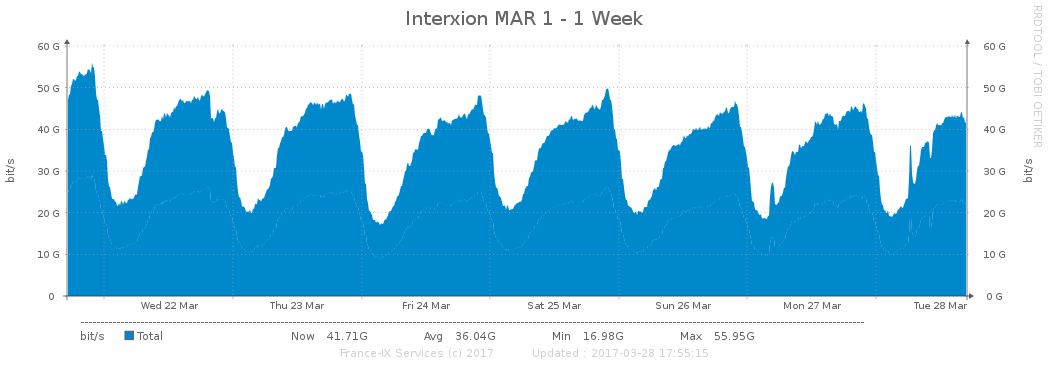 Interxion MAR 1 - 1 Week
RRDTOOL / TOBI OETIKER
bit/s
60 G 60 G
50 G 50 G
40 G 40 G
30 G 30 G
20 G 20 G
10 G 10 G
0 0 G
bit/s
Wed 22 Mar Thu 23 Mar Fri 24 Mar Sat 25 Mar Sun 26 Mar Mon 27 Mar Tue 28 Mar
bit/s Total Now 41.71G Avg 36.04G Min 16.98G Max 55.95G
France-IX Services (c) 2017 Updated : 2017-03-28 17:55:15